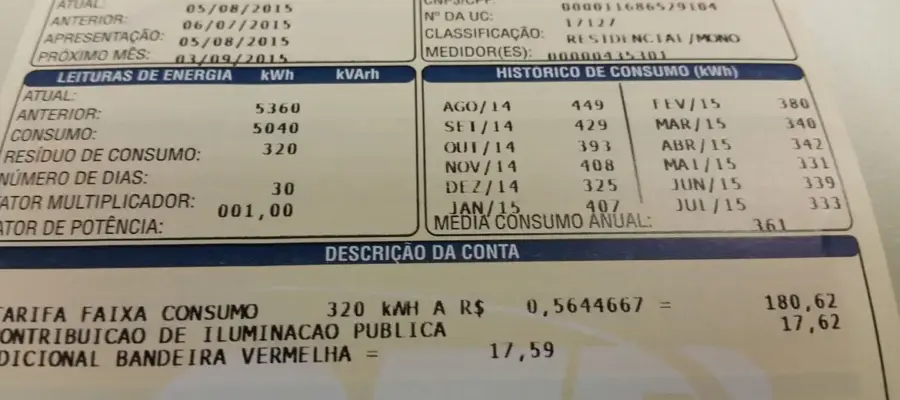 ATUAL: 05/08/2015
ANTERIOR: 06/07/2015
APRESENTAÇÃO: 05/08/2015
PRÓXIMO MÊS: 03/09/2015
CNPJ/CPF: 000011686529104
Nº DA UC: 17127
CLASSIFICAÇÃO: RESIDENCIAL/MONO
MEDIDOR(ES): 00000435301
LEITURAS DE ENERGIA kWh kVArh
ATUAL: 5360
ANTERIOR: 5040
CONSUMO: 320
RESÍDUO DE CONSUMO:
NÚMERO DE DIAS: 30
ATOR MULTIPLICADOR: 001,00
ATOR DE POTÊNCIA:
HISTÓRICO DE CONSUMO (kWh)
AGO/14 449 FEV/15 380
SET/14 429 MAR/15 340
OUT/14 393 ABR/15 342
NOV/14 408 MAI/15 331
DEZ/14 325 JUN/15 339
JAN/15 407 JUL/15 333
MÉDIA CONSUMO ANUAL: 361
DESCRIÇÃO DA CONTA
TARIFA FAIXA CONSUMO 320 kWH A R$ 0,5644667 = 180,62
CONTRIBUICAO DE ILUMINACAO PUBLICA 17,62
ADICIONAL BANDEIRA VERMELHA = 17,59